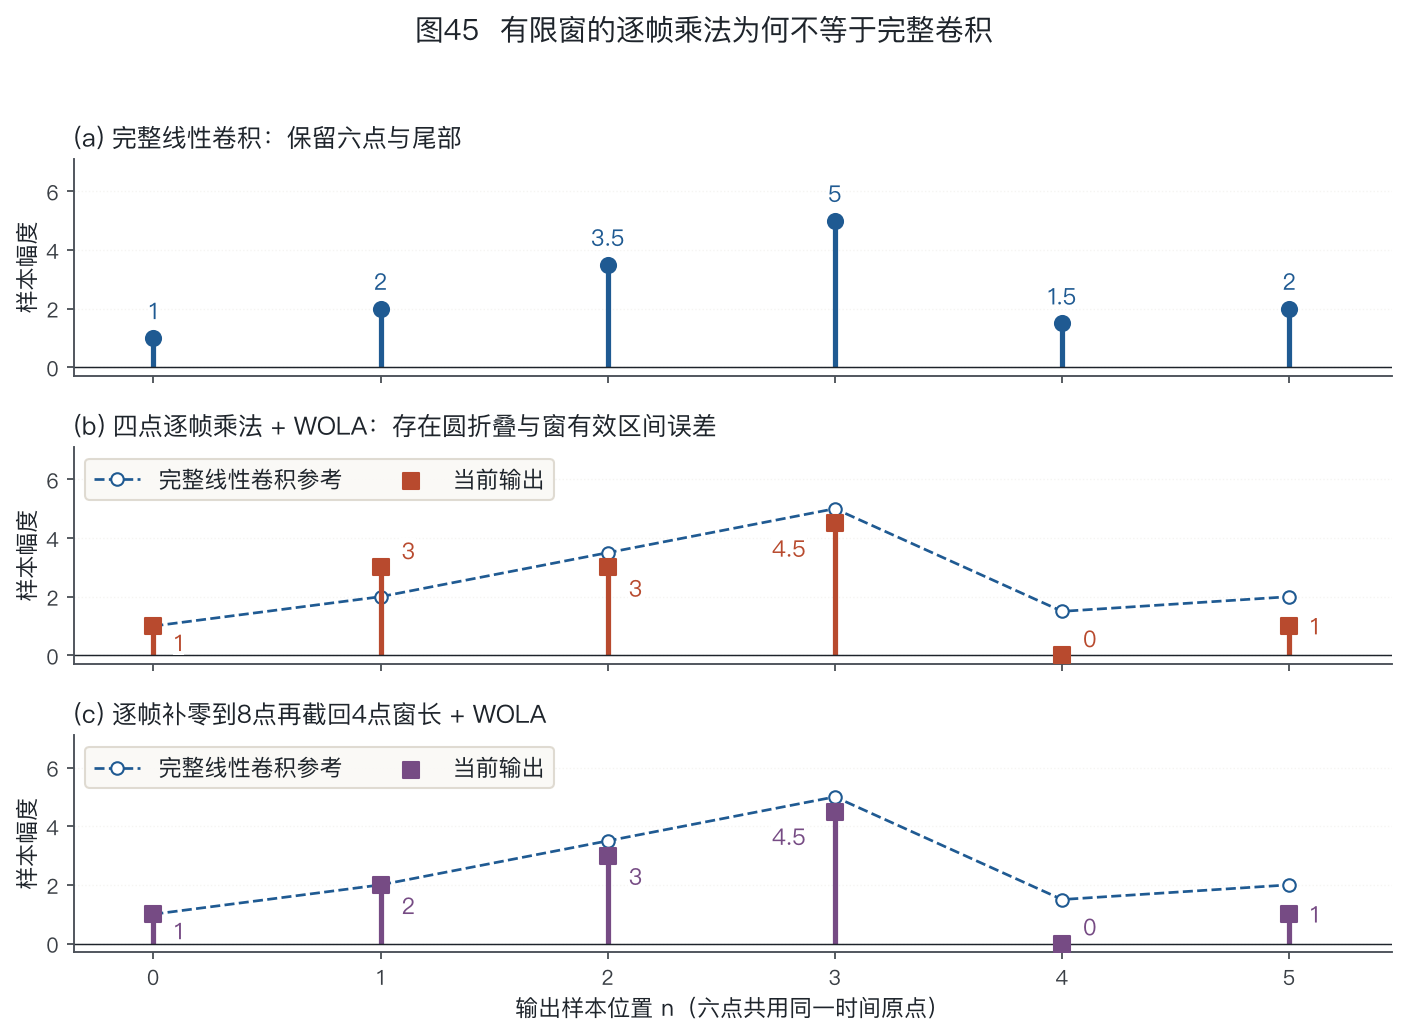 图45 有限窗的逐帧乘法为何不等于完整卷积
(a) 完整线性卷积：保留六点与尾部
样本幅度
6
4
2
0
1
2
3.5
5
1.5
2
(b) 四点逐帧乘法 + WOLA：存在圆折叠与窗有效区间误差
完整线性卷积参考 当前输出
样本幅度
6
4
2
0
1
3
3
4.5
0
1
(c) 逐帧补零到8点再截回4点窗长 + WOLA
完整线性卷积参考 当前输出
样本幅度
6
4
2
0
1
2
3
4.5
0
1
0 1 2 3 4 5
输出样本位置 n（六点共用同一时间原点）